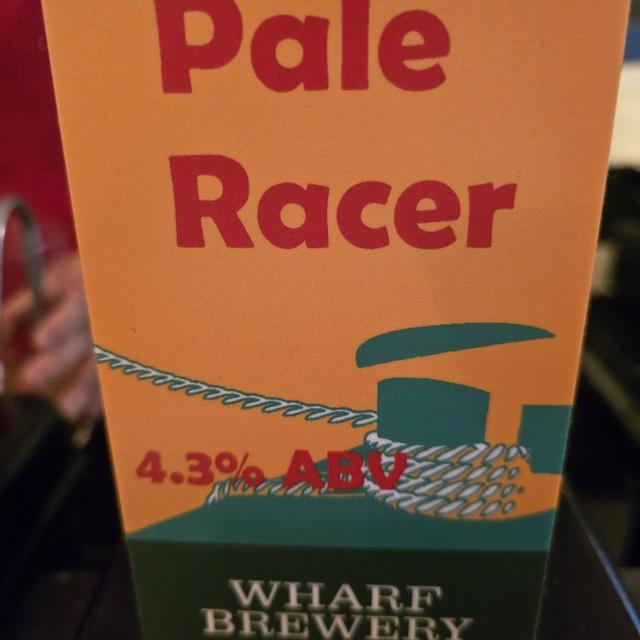 Pale
Racer
4.3% ABV
WHARF
BREWERY